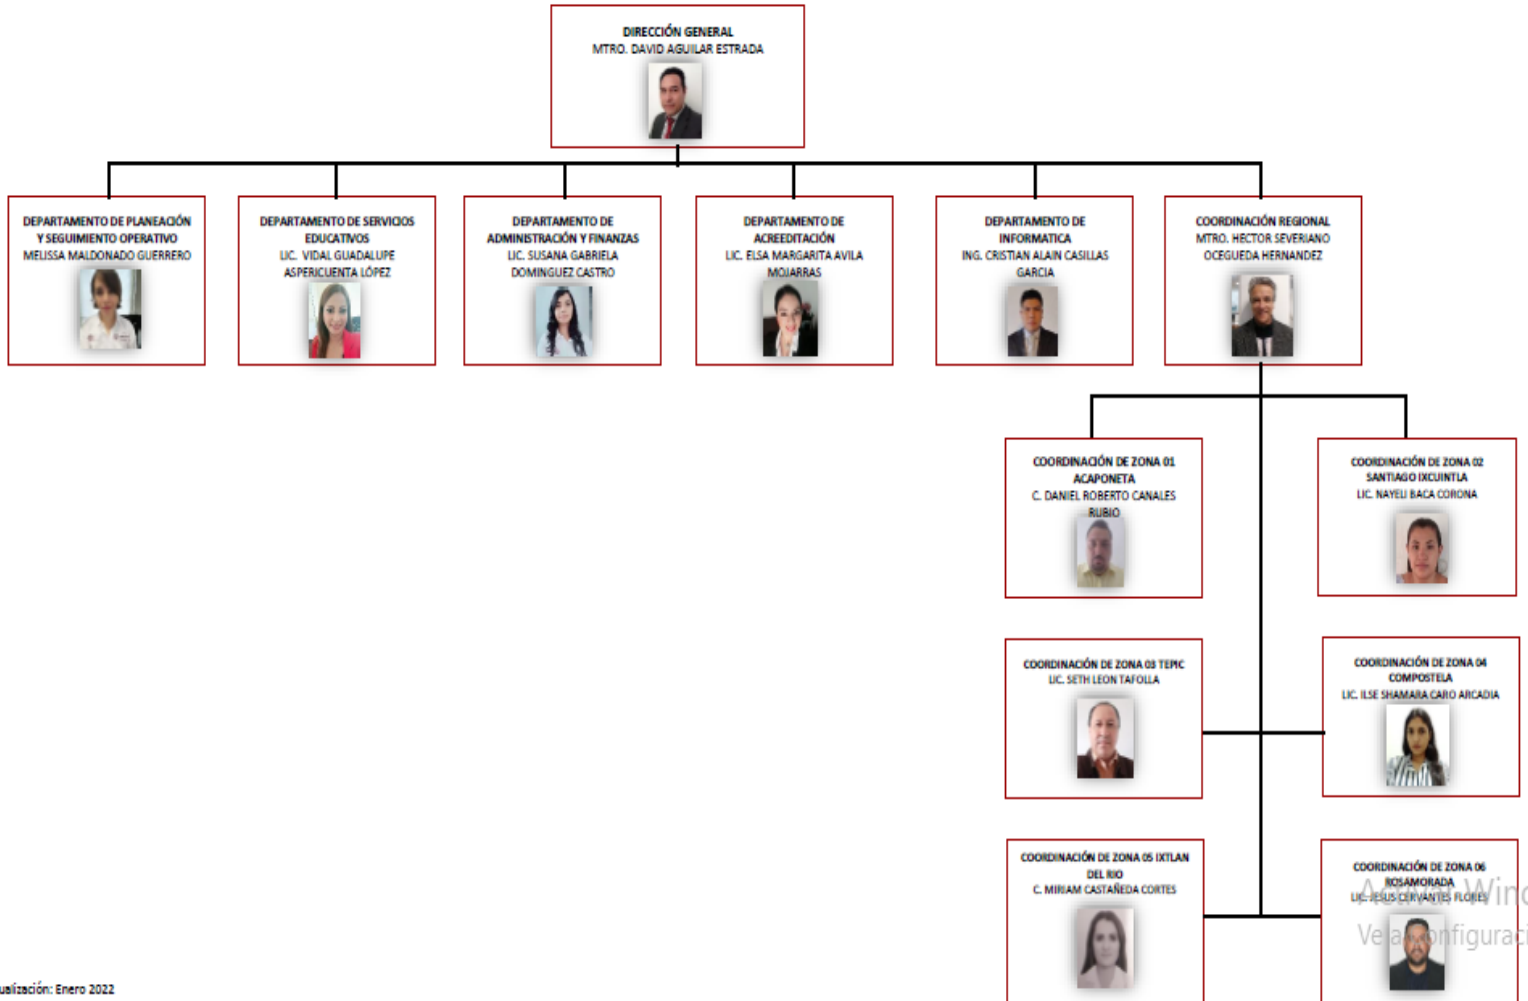 DIRECCIÓN GENERAL
MTRO. DAVID AGUILAR ESTRADA
DEPARTAMENTO DE PLANEACIÓN
Y SEGUIMIENTO OPERATIVO
MELISSA MALDONADO GUERRERO
DEPARTAMENTO DE SERVICIOS
EDUCATIVOS
LIC. VIDAL GUADALUPE
ASPERICUENTA LÓPEZ
DEPARTAMENTO DE
ADMINISTRACIÓN Y FINANZAS
LIC. SUSANA GABRIELA
DOMINGUEZ CASTRO
DEPARTAMENTO DE
ACREEDITACIÓN
LIC. ELSA MARGARITA AVILA
MOJARRAS
DEPARTAMENTO DE
INFORMATICA
ING. CRISTIAN ALAIN CASILLAS
GARCIA
COORDINACIÓN REGIONAL
MTRO. HECTOR SEVERIANO
OCEGUEDA HERNANDEZ
COORDINACIÓN DE ZONA 01
ACAPONETA
C. DANIEL ROBERTO CANALES
RUBIO
COORDINACIÓN DE ZONA 02
SANTIAGO IXCUINTLA
LIC. NAYELI BACA CORONA
COORDINACIÓN DE ZONA 03 TEPIC
LIC. SETH LEON TAFOLLA
COORDINACIÓN DE ZONA 04
COMPOSTELA
LIC. ILSE SHAMARA CARO ARCADIA
COORDINACIÓN DE ZONA 05 IXTLAN
DEL RIO
C. MIRIAM CASTAÑEDA CORTES
COORDINACIÓN DE ZONA 06
ROSAMORADA
LIC. JESUS CERVANTES FLORES
Activar Wind
Ve a Configuraci
ualización: Enero 2022